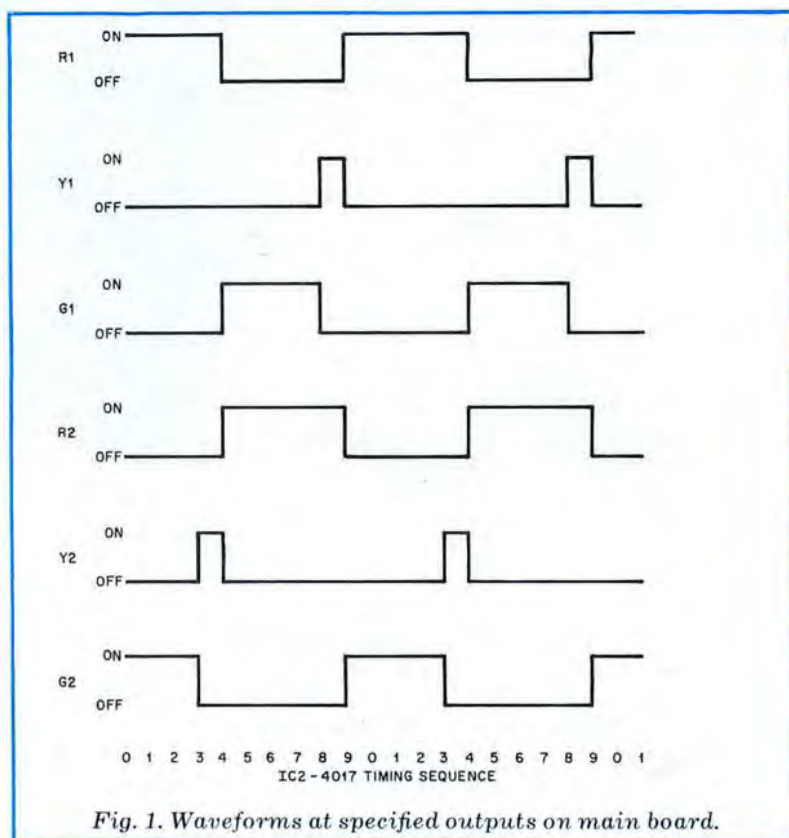 ON
R1
OFF
ON
Y1
OFF
ON
G1
OFF
ON
R2
OFF
ON
Y2
OFF
ON
G2
OFF
0 1 2 3 4 5 6 7 8 9 0 1 2 3 4 5 6 7 8 9 0 1
IC2-4017 TIMING SEQUENCE
Fig. 1. Waveforms at specified outputs on main board.